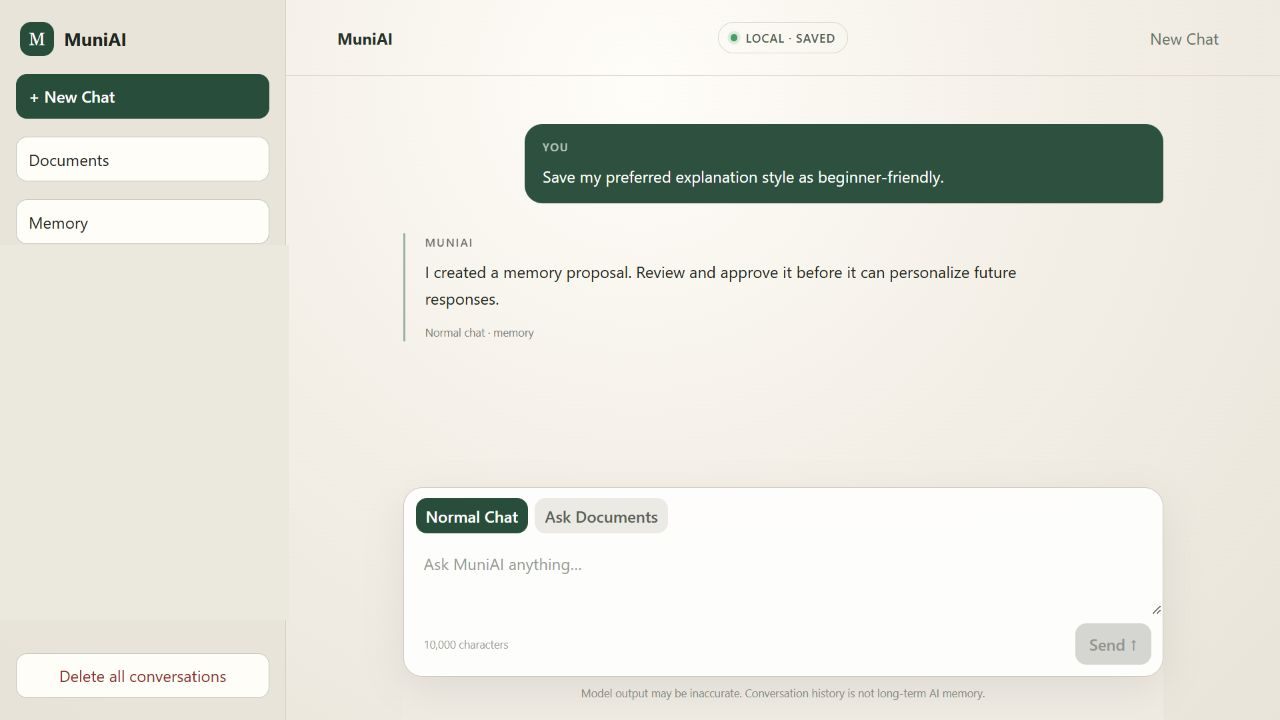 M MuniAI
+ New Chat
Documents
Memory
Delete all conversations
MuniAI
LOCAL · SAVED
New Chat
YOU
Save my preferred explanation style as beginner-friendly.
MUNIAI
I created a memory proposal. Review and approve it before it can personalize future
responses.
Normal chat · memory
Normal Chat
Ask Documents
Ask MuniAI anything...
10,000 characters
Send ↑
Model output may be inaccurate. Conversation history is not long-term AI memory.